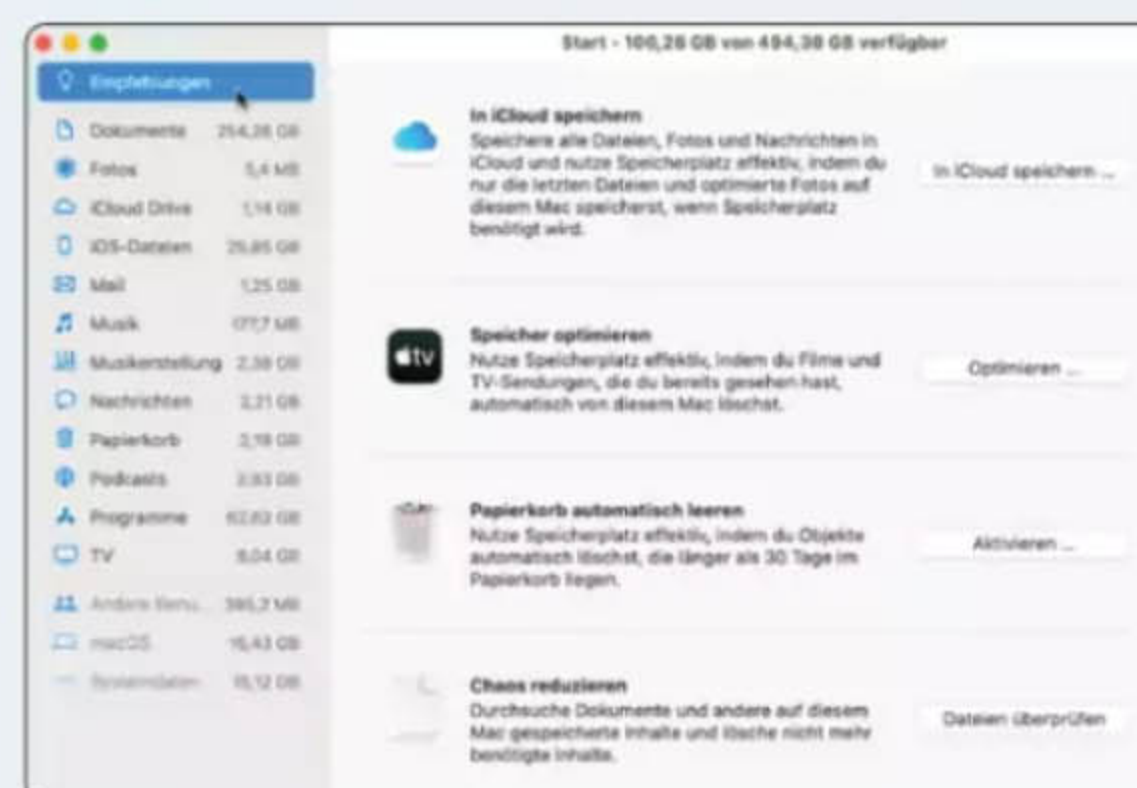 Start - 100,26 GB von 494,38 GB verfügbar
Empfehlungen
Dokumente 254,28 GB
Fotos 5,4 MB
iCloud Drive 1,14 GB
iOS-Dateien 25,85 GB
Mail 1,25 GB
Musik 177,7 MB
Musikerstellung 2,38 GB
Nachrichten 2,21 GB
Papierkorb 2,19 GB
Podcasts GB
Programme 62,62 GB
TV 8,04 GB
Andere Benu... MB
macOS 15,43 GB
Systemdaten 15,12 GB
In iCloud speichern
Speichere alle Dateien, Fotos und Nachrichten in
iCloud und nutze Speicherplatz effektiv, indem du
nur die letzten Dateien und optimierte Fotos auf
diesem Mac speicherst, wenn Speicherplatz
benötigt wird.
In iCloud speichern ...
tv
Speicher optimieren
Nutze Speicherplatz effektiv, indem du Filme und
TV-Sendungen, die du bereits gesehen hast,
automatisch von diesem Mac löschst.
Optimieren ...
Papierkorb automatisch leeren
Nutze Speicherplatz effektiv, indem du Objekte
automatisch löschst, die länger als 30 Tage im
Papierkorb liegen.
Aktivieren ...
Chaos reduzieren
Durchsuche Dokumente und andere auf diesem
Mac gespeicherte Inhalte und lösche nicht mehr
benötigte Inhalte.
Dateien überprüfen